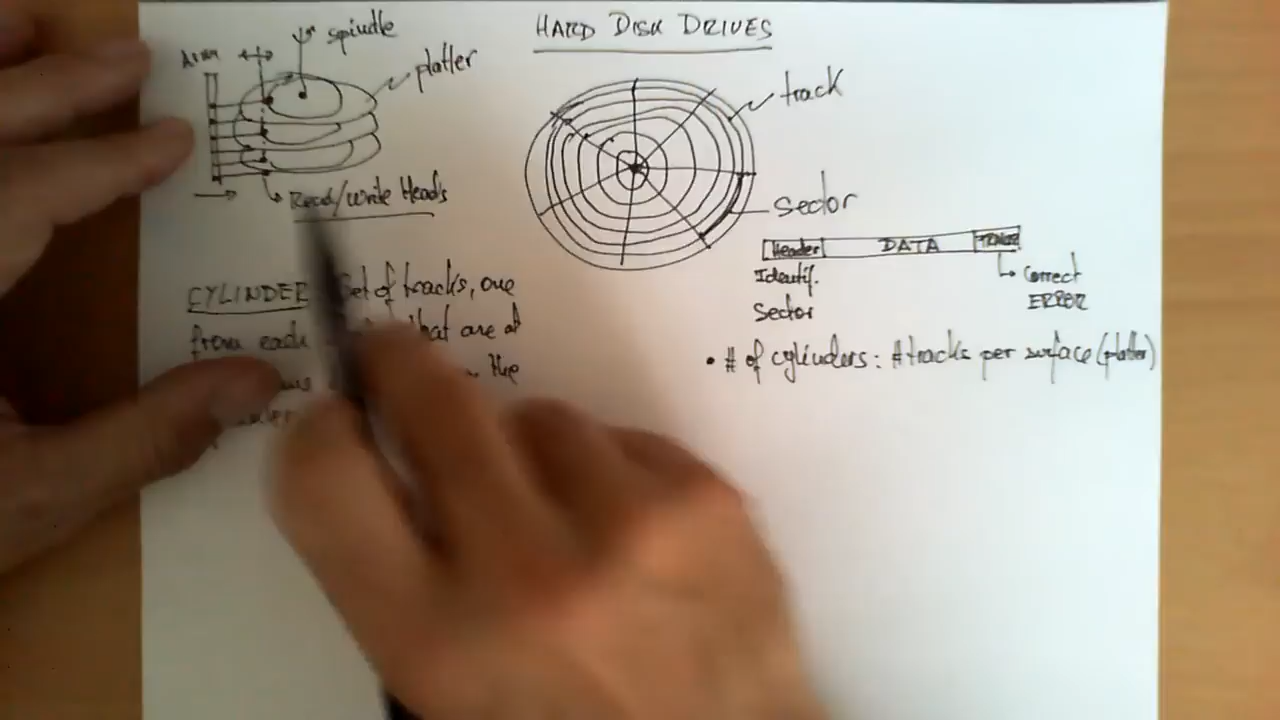 HARD DISK DRIVES
Arm
spindle
platter
Read/Write Heads
track
sector
Header DATA
Identif.
Sector
Correct
ERROR
CYLINDER set of tracks, one
from each that are at
the
• # of cylinders: # tracks per surface (platter)